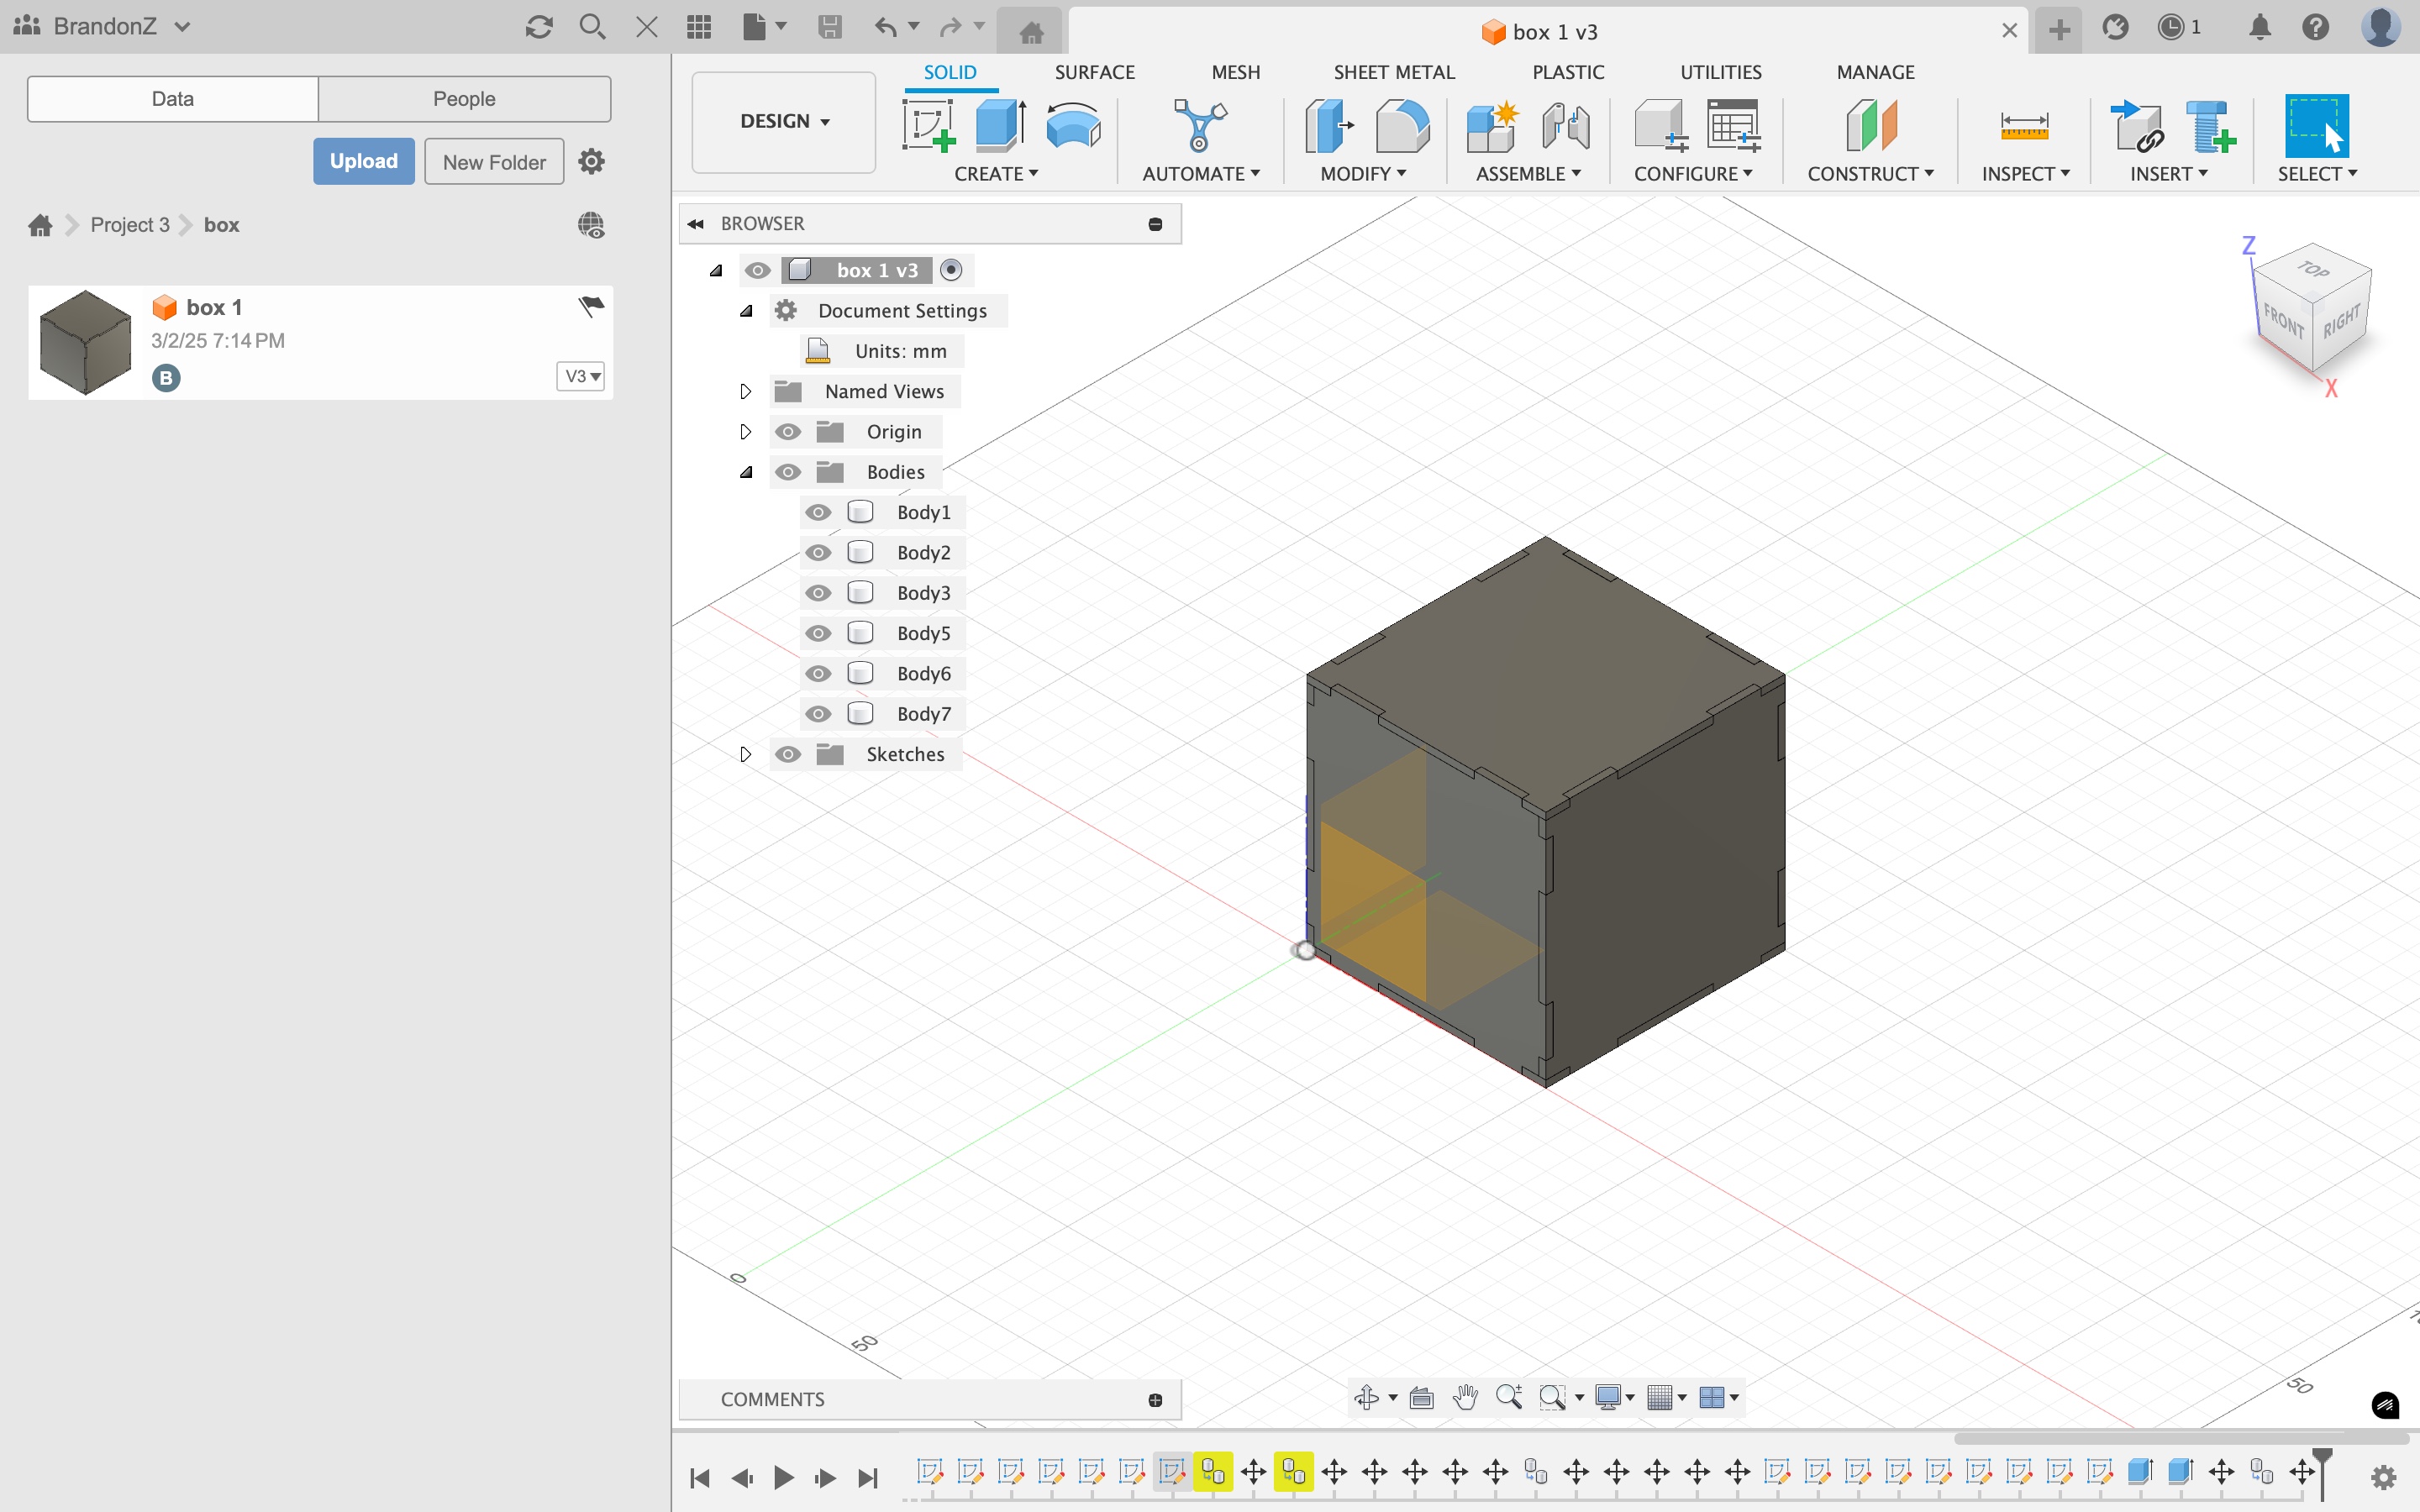 BrandonZ
box 1 v3
1
Data
People
Upload
New Folder
Project 3
box
box 1
3/2/25 7:14 PM
B
V3
DESIGN
SOLID
SURFACE
MESH
SHEET METAL
PLASTIC
UTILITIES
MANAGE
CREATE
AUTOMATE
MODIFY
ASSEMBLE
CONFIGURE
CONSTRUCT
INSPECT
INSERT
SELECT
BROWSER
box 1 v3
Document Settings
Units: mm
Named Views
Origin
Bodies
Body1
Body2
Body3
Body5
Body6
Body7
Sketches
Z
TOP
FRONT
RIGHT
X
0
50
50
COMMENTS